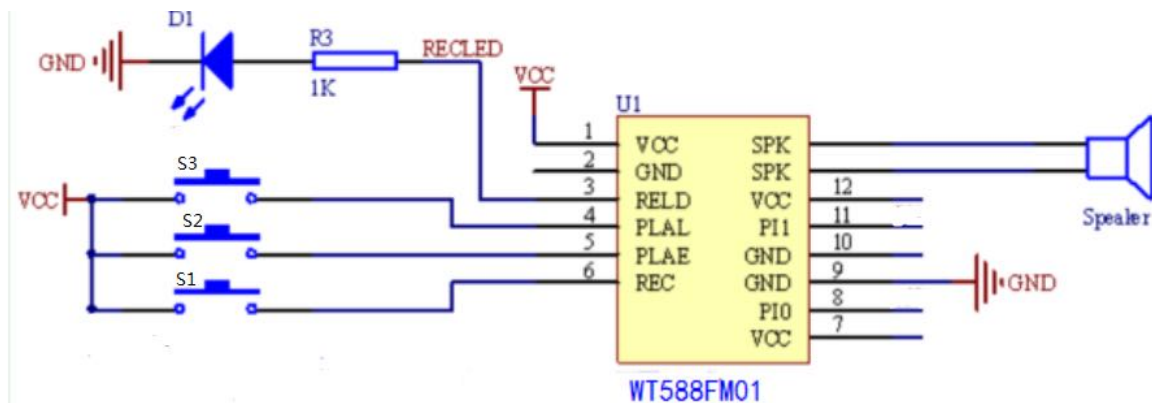 D1
GND
R3
1K
RECLED
VCC
U1
1 VCC SPK
2 GND SPK
3 RELD VCC 12
4 PLAL PI1 11
5 PLAE GND 10
6 REC GND 9
PI0 8
VCC 7
VCC
S3
S2
S1
Speaker
GND
WT588FM01